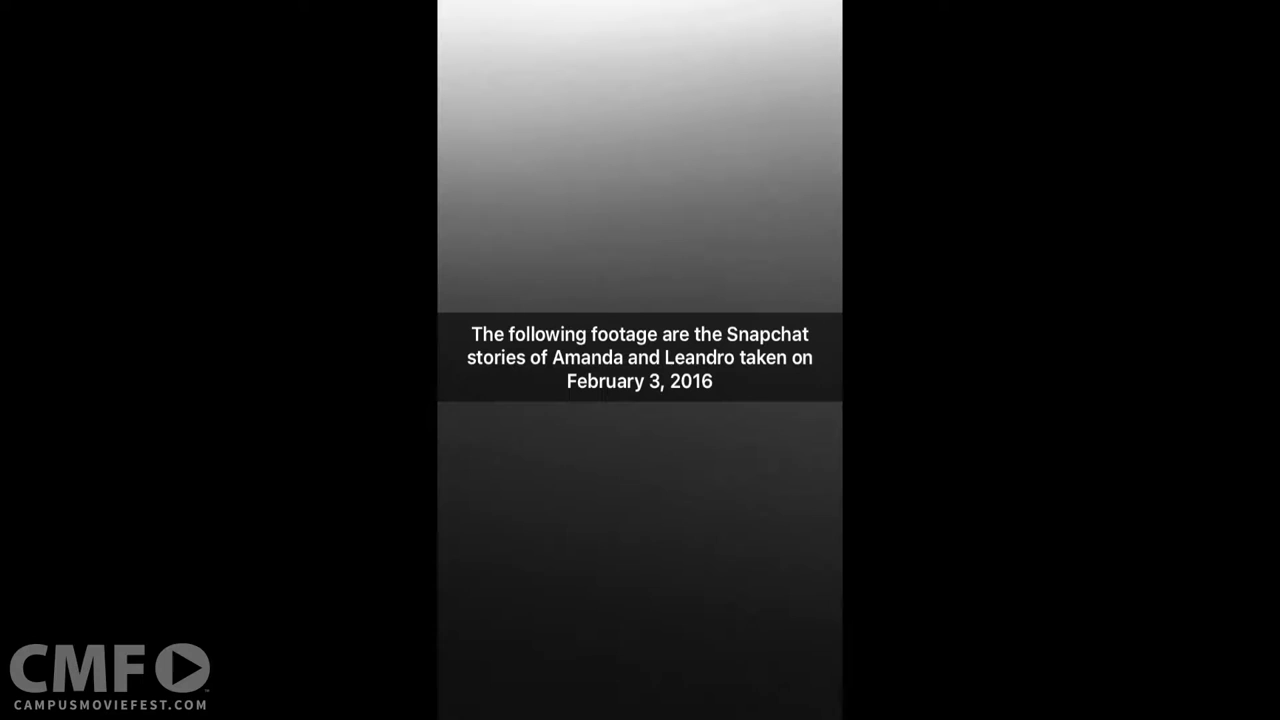 The following footage are the Snapchat
stories of Amanda and Leandro taken on
February 3, 2016
CMF
CAMPUSMOVIEFEST.COM